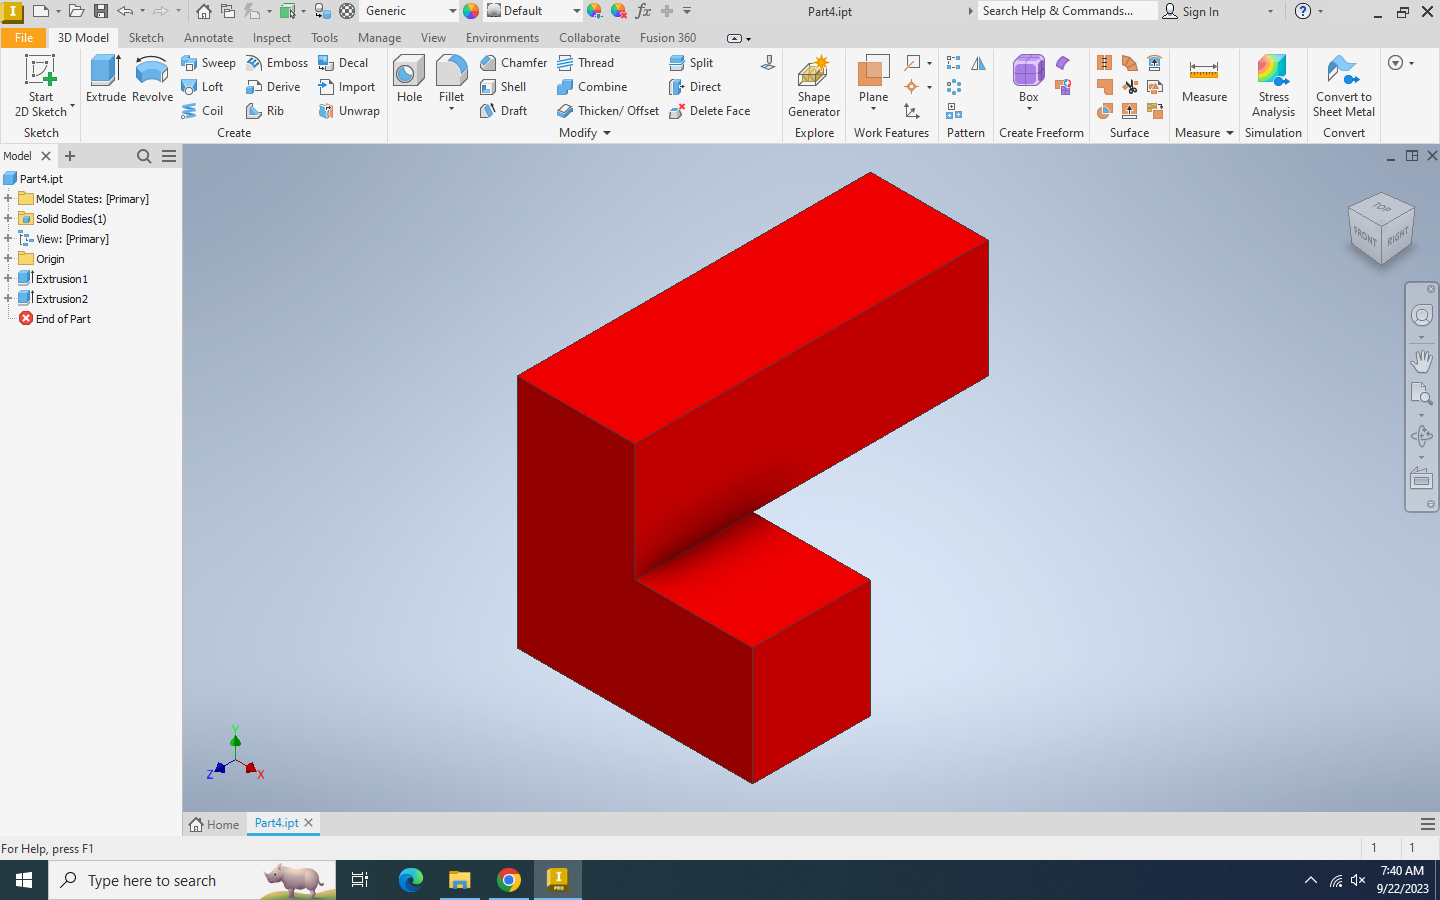 I
Generic
Default
fx
Part4.ipt
Search Help & Commands...
Sign In
?
File
3D Model
Sketch
Annotate
Inspect
Tools
Manage
View
Environments
Collaborate
Fusion 360
Start
2D Sketch
Sketch
Extrude
Revolve
Sweep
Loft
Coil
Emboss
Derive
Rib
Decal
Import
Unwrap
Create
Hole
Fillet
Chamfer
Shell
Draft
Thread
Combine
Thicken/ Offset
Split
Direct
Delete Face
Modify
Shape
Generator
Explore
Plane
Work Features
Pattern
Box
Create Freeform
Surface
Measure
Measure
Stress
Analysis
Simulation
Convert to
Sheet Metal
Convert
Model
Part4.ipt
Model States: [Primary]
Solid Bodies(1)
View: [Primary]
Origin
Extrusion1
Extrusion2
End of Part
TOP
FRONT
RIGHT
Y
Z
X
Home
Part4.ipt
For Help, press F1
1
1
Type here to search
I
PRO
7:40 AM
9/22/2023